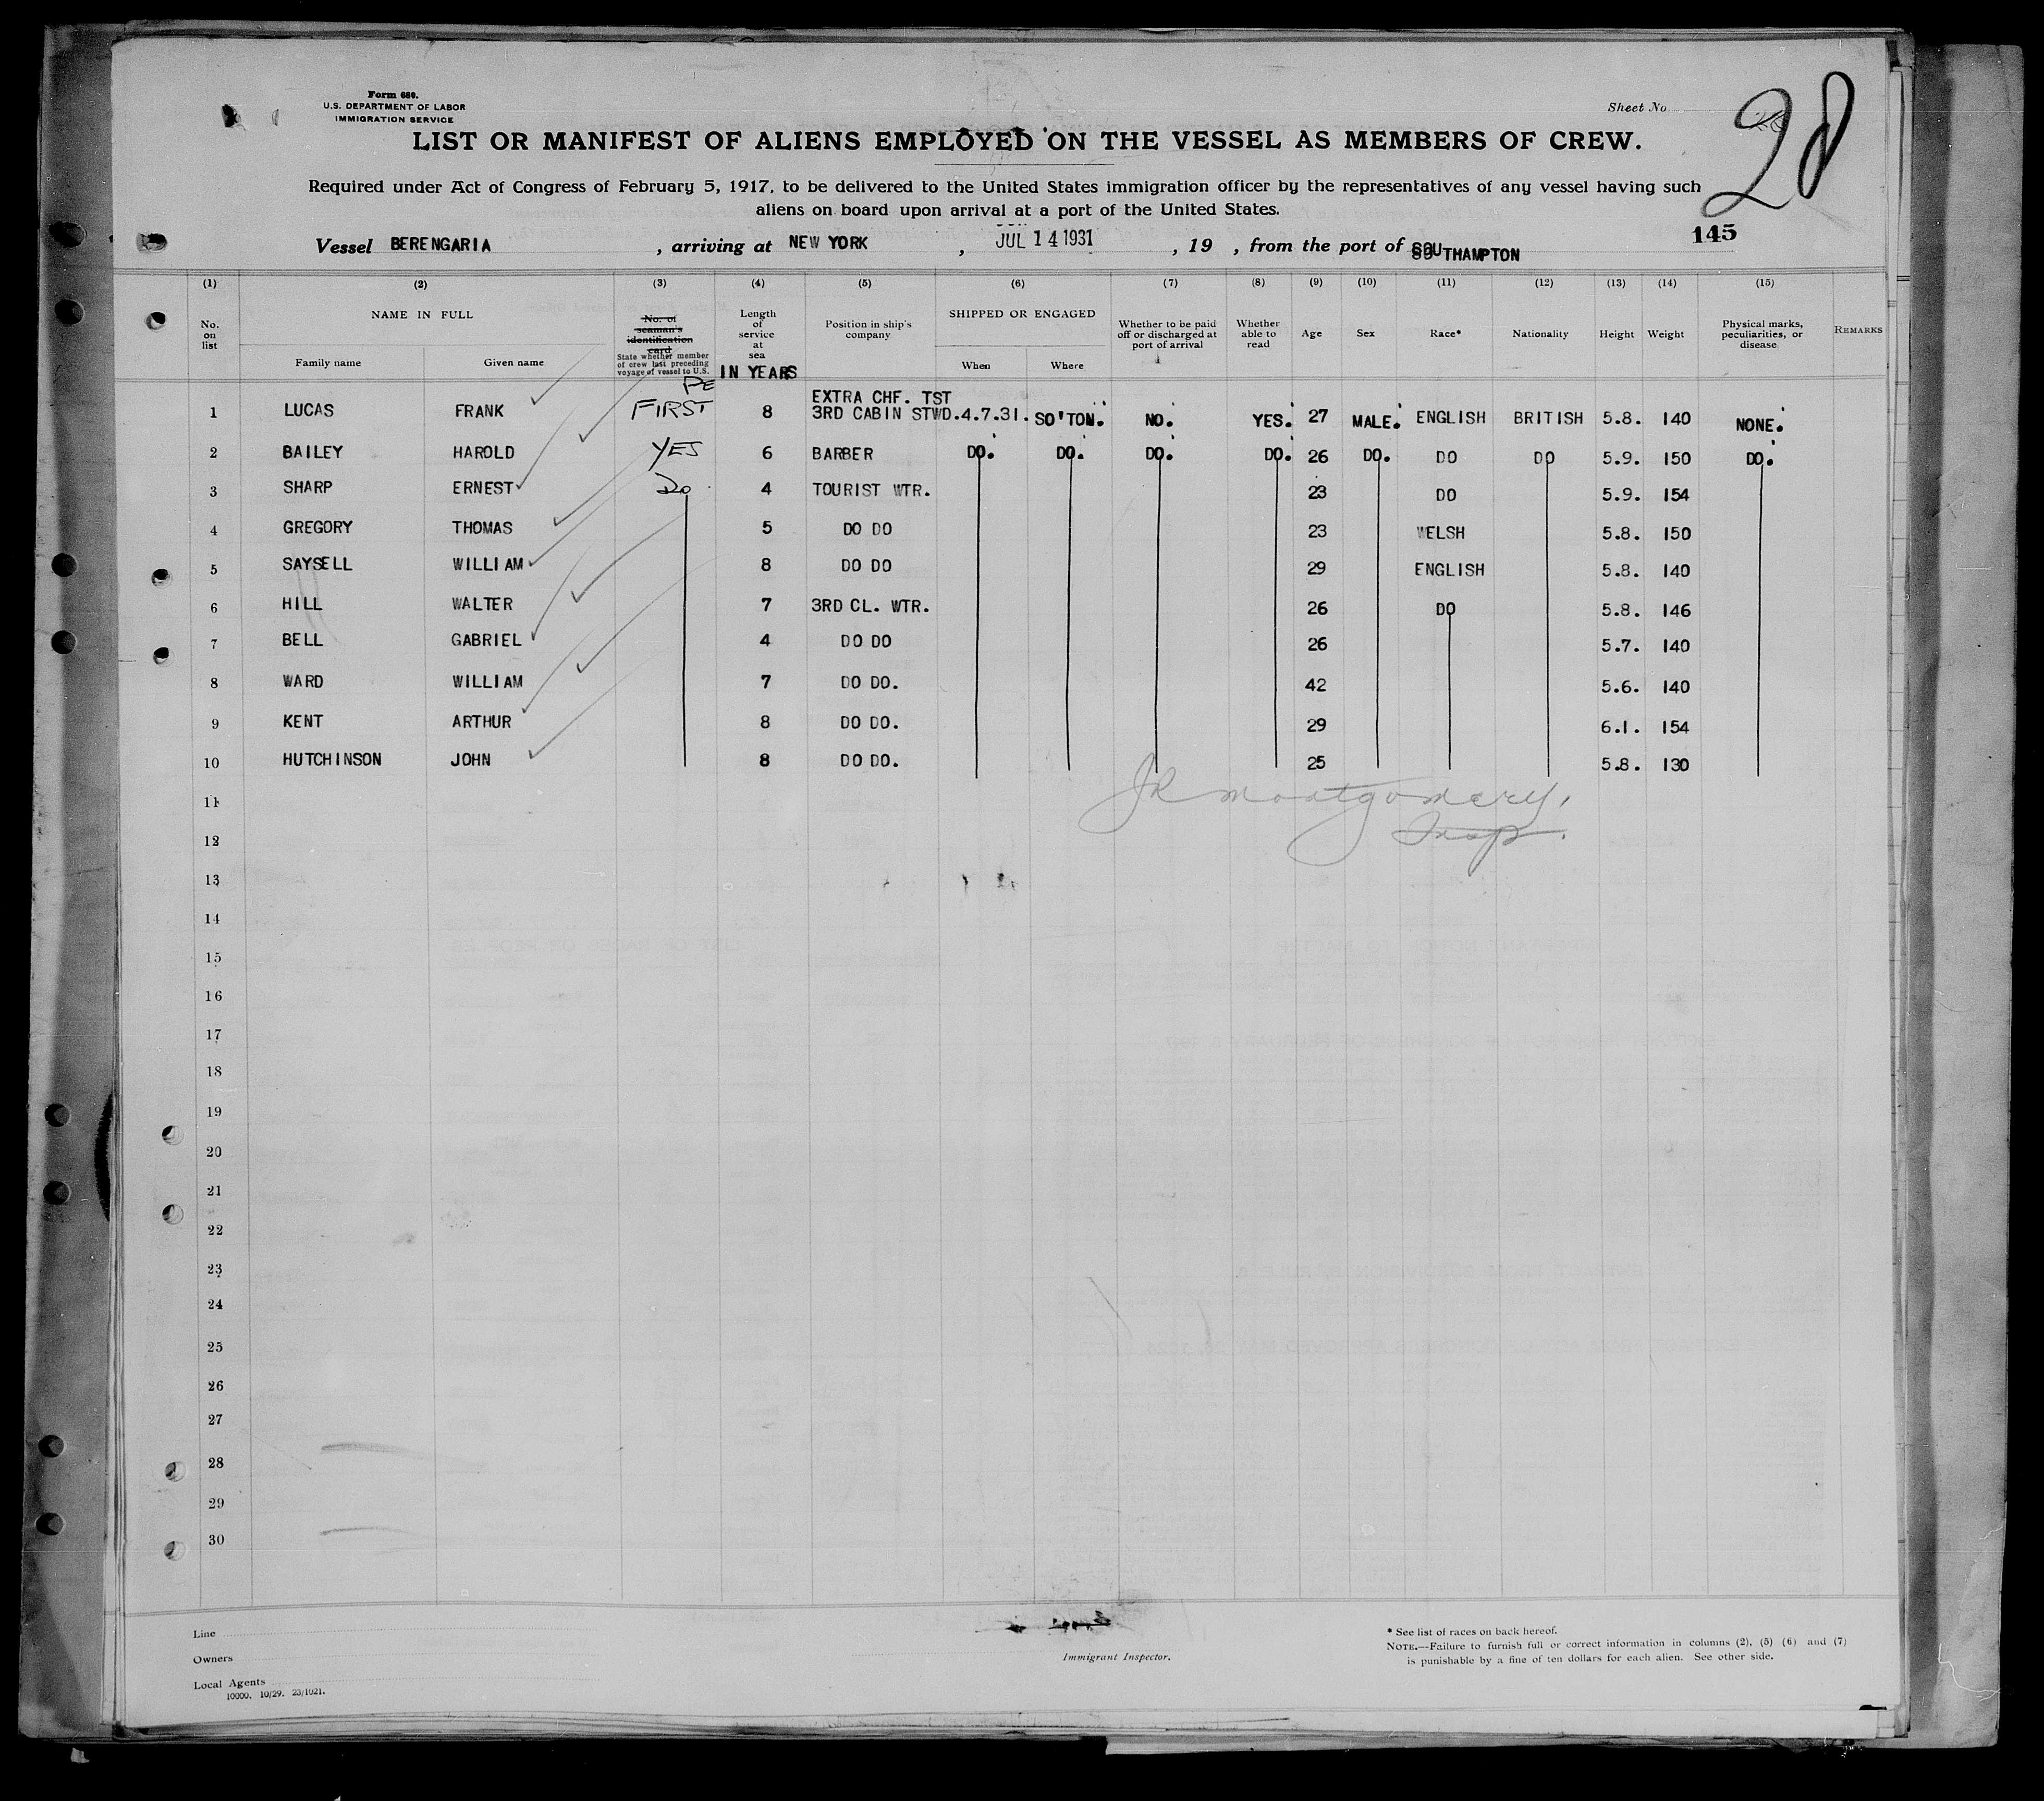 Form 680.
U.S. DEPARTMENT OF LABOR
IMMIGRATION SERVICE
Sheet No.
28
LIST OR MANIFEST OF ALIENS EMPLOYED ON THE VESSEL AS MEMBERS OF CREW.
Required under Act of Congress of February 5, 1917, to be delivered to the United States immigration officer by the representatives of any vessel having such
aliens on board upon arrival at a port of the United States.
145
Vessel BERENGARIA , arriving at NEW YORK , JUL 14 1931 , 19 , from the port of SOUTHAMPTON
(1) (2) (3) (4) (5) (6) (7) (8) (9) (10) (11) (12) (13) (14) (15)
No. on list
NAME IN FULL
Family name Given name
No. of seaman's identification card
State whether member of crew last preceding voyage of vessel to U.S.
Length of service at sea
IN YEARS
Position in ship's company
SHIPPED OR ENGAGED
When Where
Whether to be paid off or discharged at port of arrival
Whether able to read
Age
Sex
Race*
Nationality
Height
Weight
Physical marks, peculiarities, or disease
REMARKS
1 LUCAS FRANK FIRST 8 EXTRA CHF. TST 3RD CABIN STWD. 4.7.31. SO'TON. NO. YES. 27 MALE. ENGLISH BRITISH 5.8. 140 NONE.
2 BAILEY HAROLD YES 6 BARBER DO. DO. DO. DO. 26 DO. DO DO 5.9. 150 DO.
3 SHARP ERNEST Do 4 TOURIST WTR. 23 DO 5.9. 154
4 GREGORY THOMAS 5 DO DO 23 WELSH 5.8. 150
5 SAYSELL WILLIAM 8 DO DO 29 ENGLISH 5.8. 140
6 HILL WALTER 7 3RD CL. WTR. 26 DO 5.8. 146
7 BELL GABRIEL 4 DO DO 26 5.7. 140
8 WARD WILLIAM 7 DO DO. 42 5.6. 140
9 KENT ARTHUR 8 DO DO. 29 6.1. 154
10 HUTCHINSON JOHN 8 DO DO. 25 5.8. 130
JR Montgomery,
Insp.
11
12
13
14
15
16
17
18
19
20
21
22
23
24
25
26
27
28
29
30
Line
Owners
Local Agents
10000. 10/29. 23/1021.
Immigrant Inspector.
* See list of races on back hereof.
NOTE.—Failure to furnish full or correct information in columns (2), (5) (6) and (7)
is punishable by a fine of ten dollars for each alien. See other side.